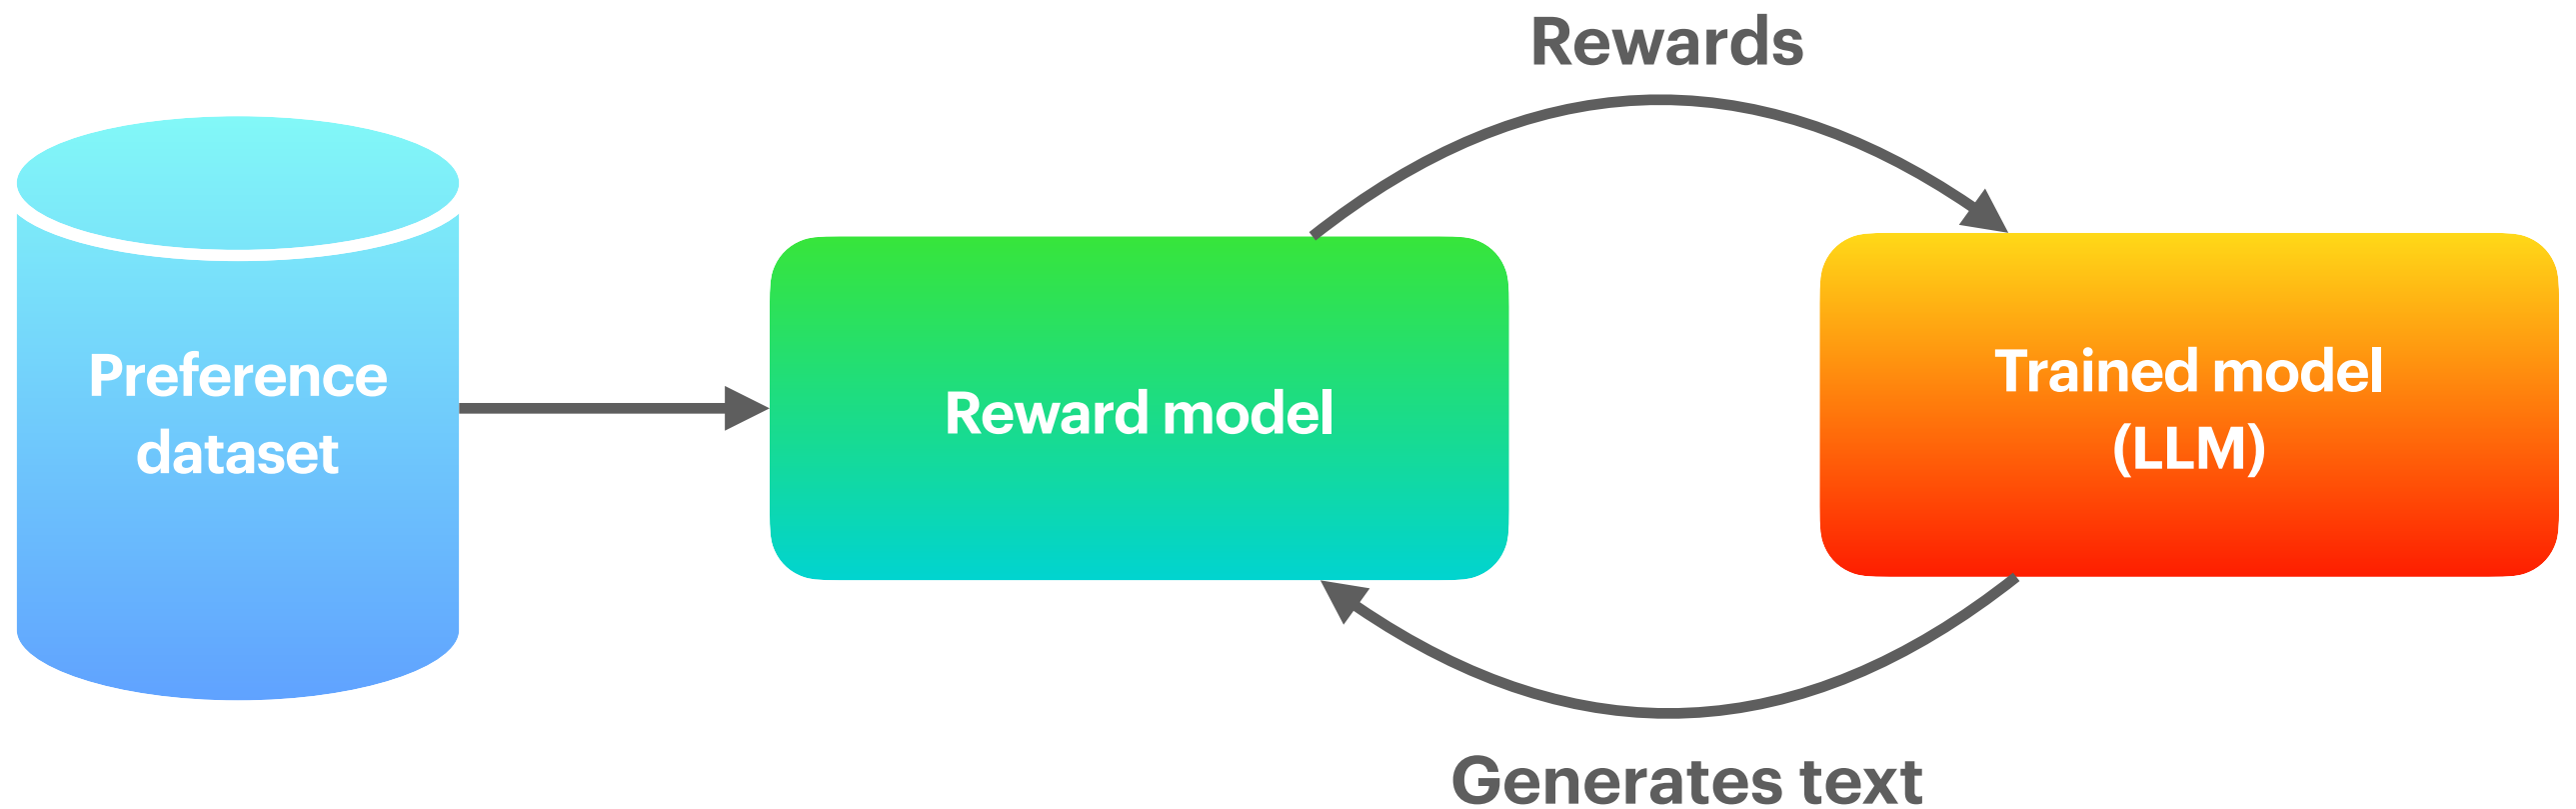 Rewards
Preference
dataset
Reward model
Trained model
(LLM)
Generates text